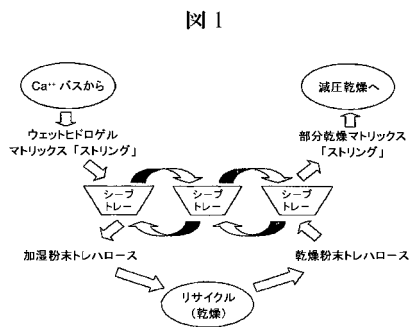 図 1
Ca⁺⁺ バスから
減圧乾燥へ
ウェットヒドロゲル
マトリックス「ストリング」
部分乾燥マトリックス
「ストリング」
シーブ
トレー
シーブ
トレー
シーブ
トレー
加湿粉末トレハロース
乾燥粉末トレハロース
リサイクル
(乾燥)